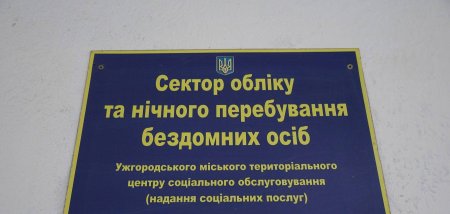 Сектор обліку
та нічного перебування
бездомних осіб
Ужгородського міського територіального
центру соціального обслуговування
(надання соціальних послуг)